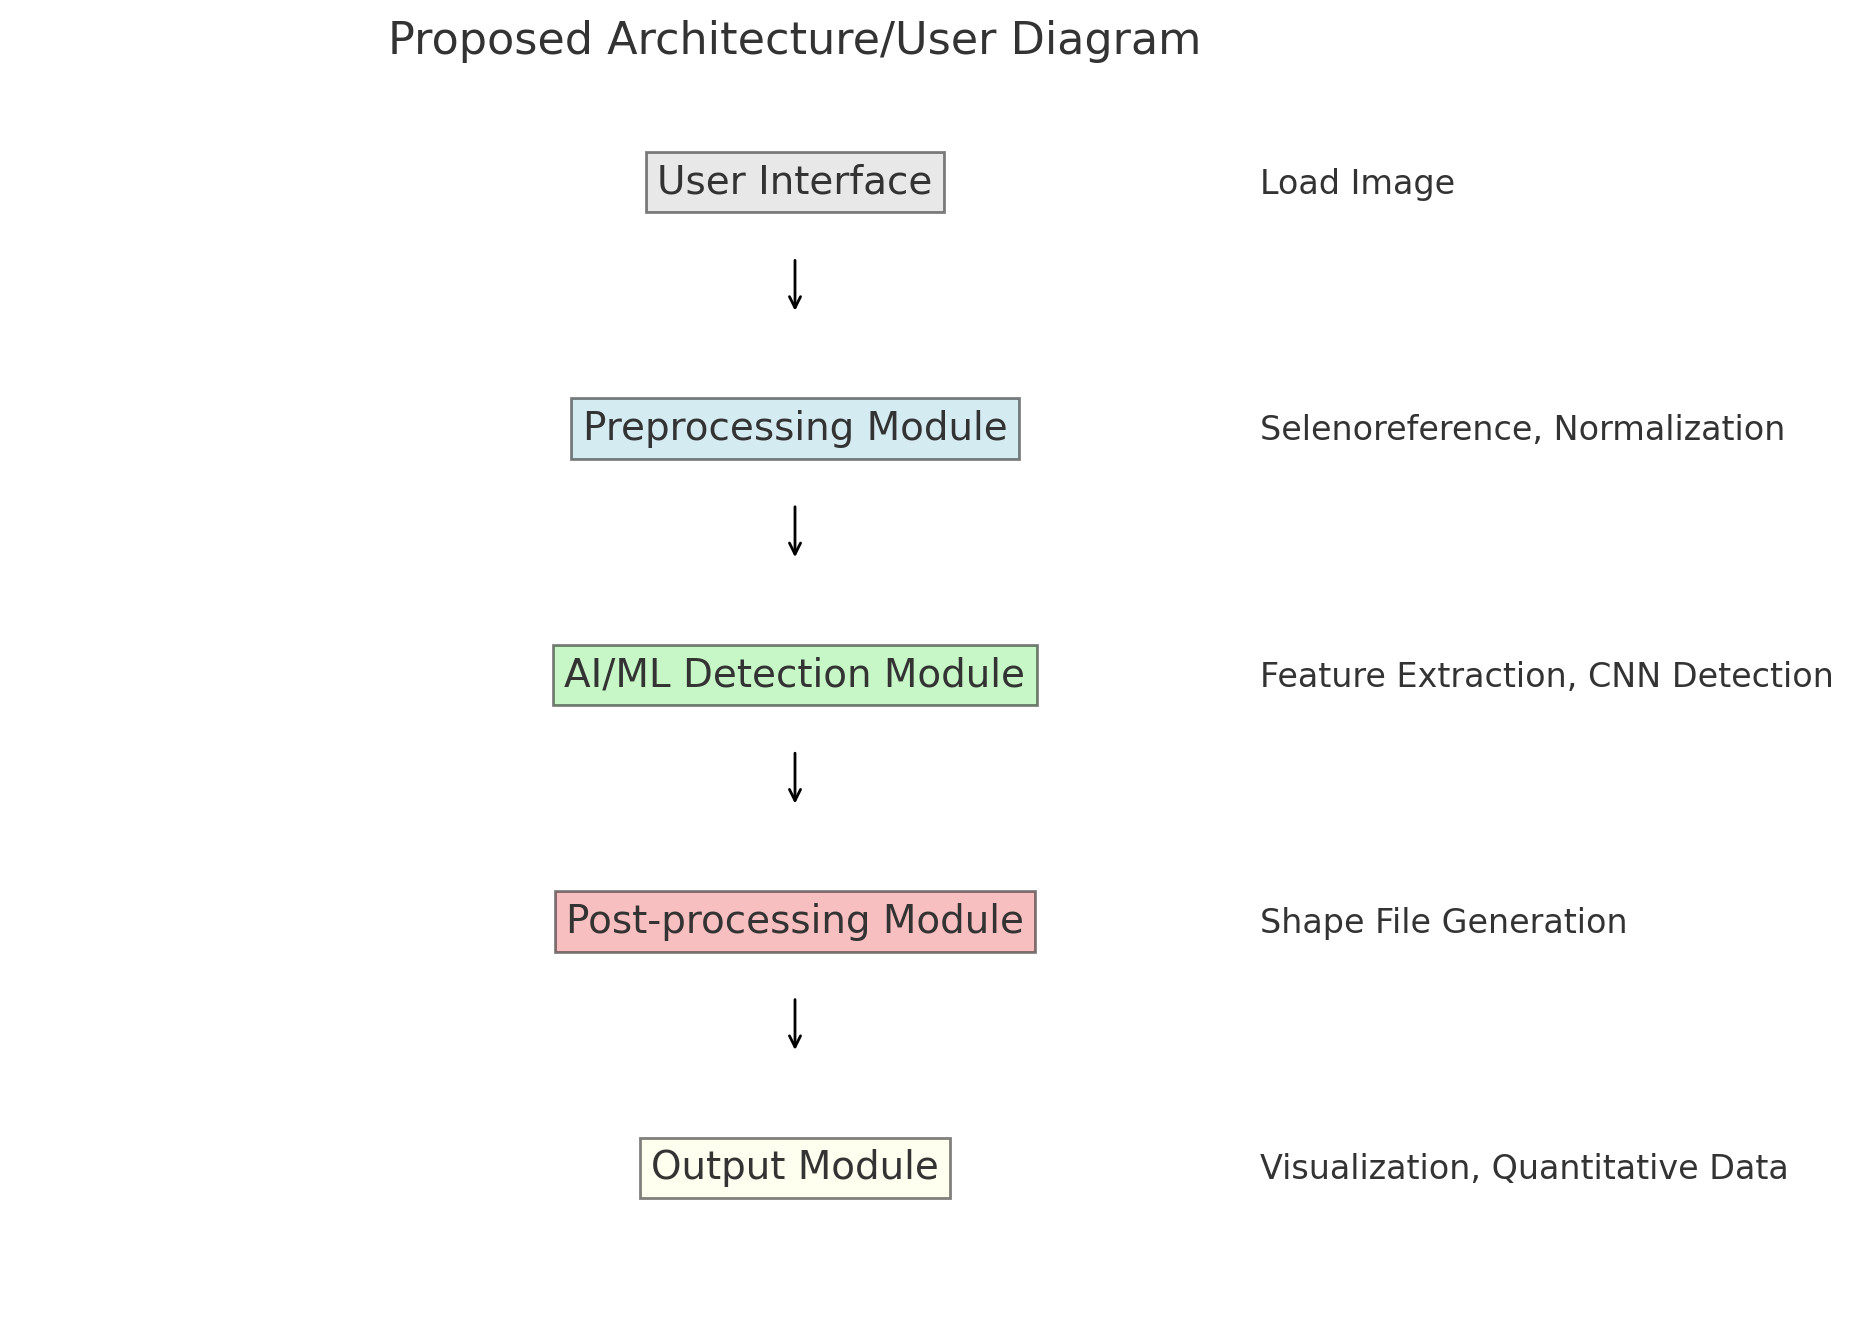 Proposed Architecture/User Diagram
User Interface
Load Image
Preprocessing Module
Selenoreference, Normalization
AI/ML Detection Module
Feature Extraction, CNN Detection
Post-processing Module
Shape File Generation
Output Module
Visualization, Quantitative Data